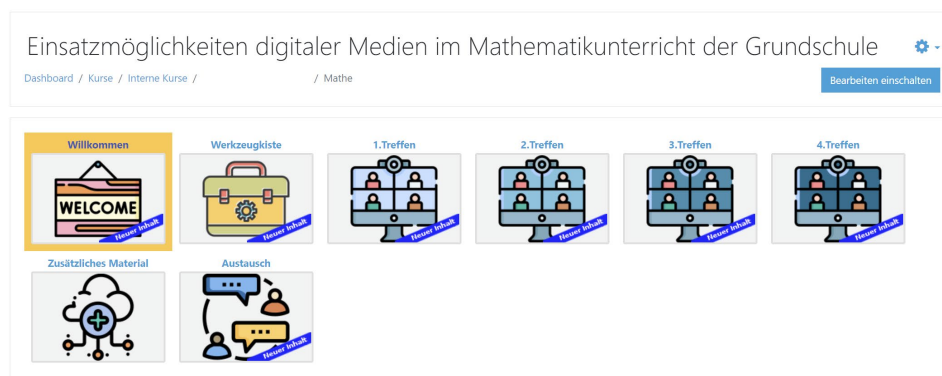 Einsatzmöglichkeiten digitaler Medien im Mathematikunterricht der Grundschule
Dashboard / Kurse / Interne Kurse / / Mathe
Bearbeiten einschalten
Willkommen Werkzeugkiste 1.Treffen 2.Treffen 3.Treffen 4.Treffen
WELCOME
Neuer Inhalt Neuer Inhalt Neuer Inhalt Neuer Inhalt Neuer Inhalt Neuer Inhalt
Zusätzliches Material Austausch
Neuer Inhalt